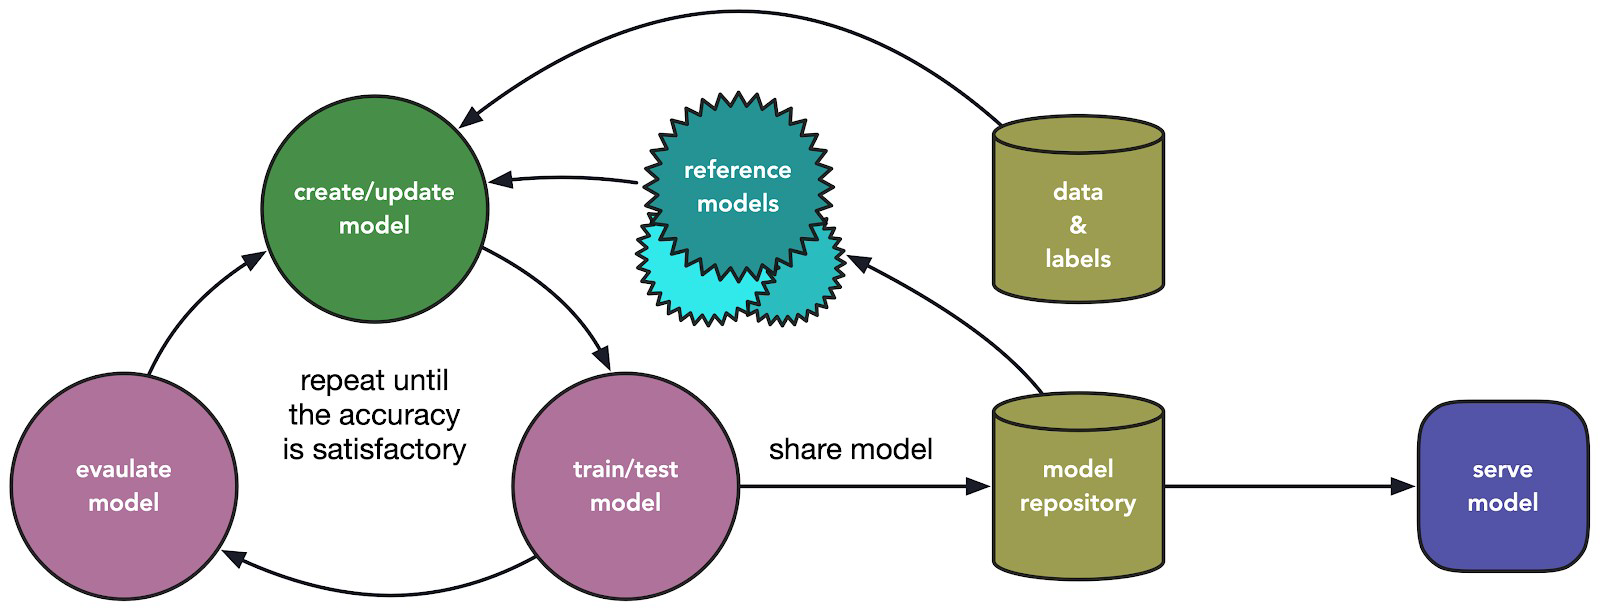 create/update
model
reference
models
data
&
labels
repeat until
the accuracy
is satisfactory
evaulate
model
train/test
model
share model
model
repository
serve
model